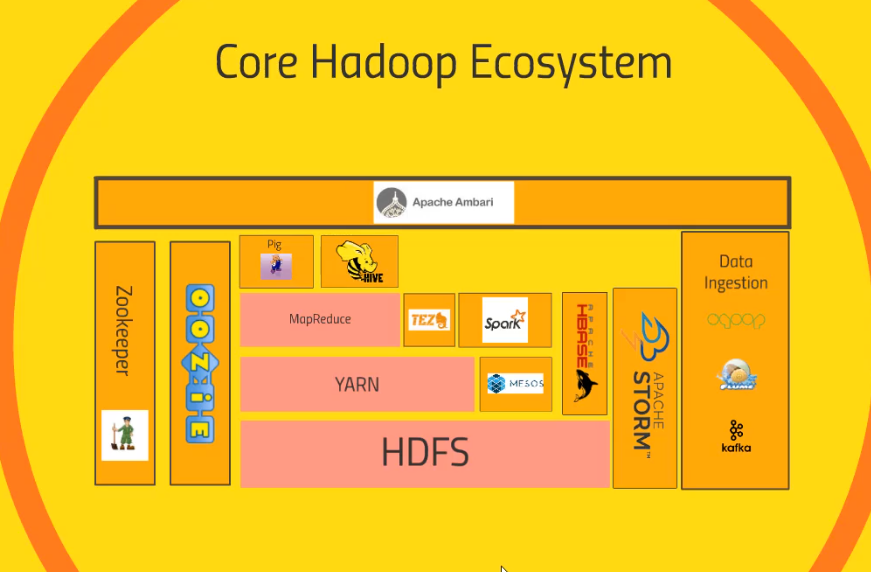 Core Hadoop Ecosystem
Apache Ambari
Zookeeper
OOZiE
Pig
HIVE
MapReduce
TEZ
Spark
YARN
MESOS
HDFS
APACHE
HBASE
APACHE
STORM™
Data
Ingestion
sqoop
FLUME
kafka